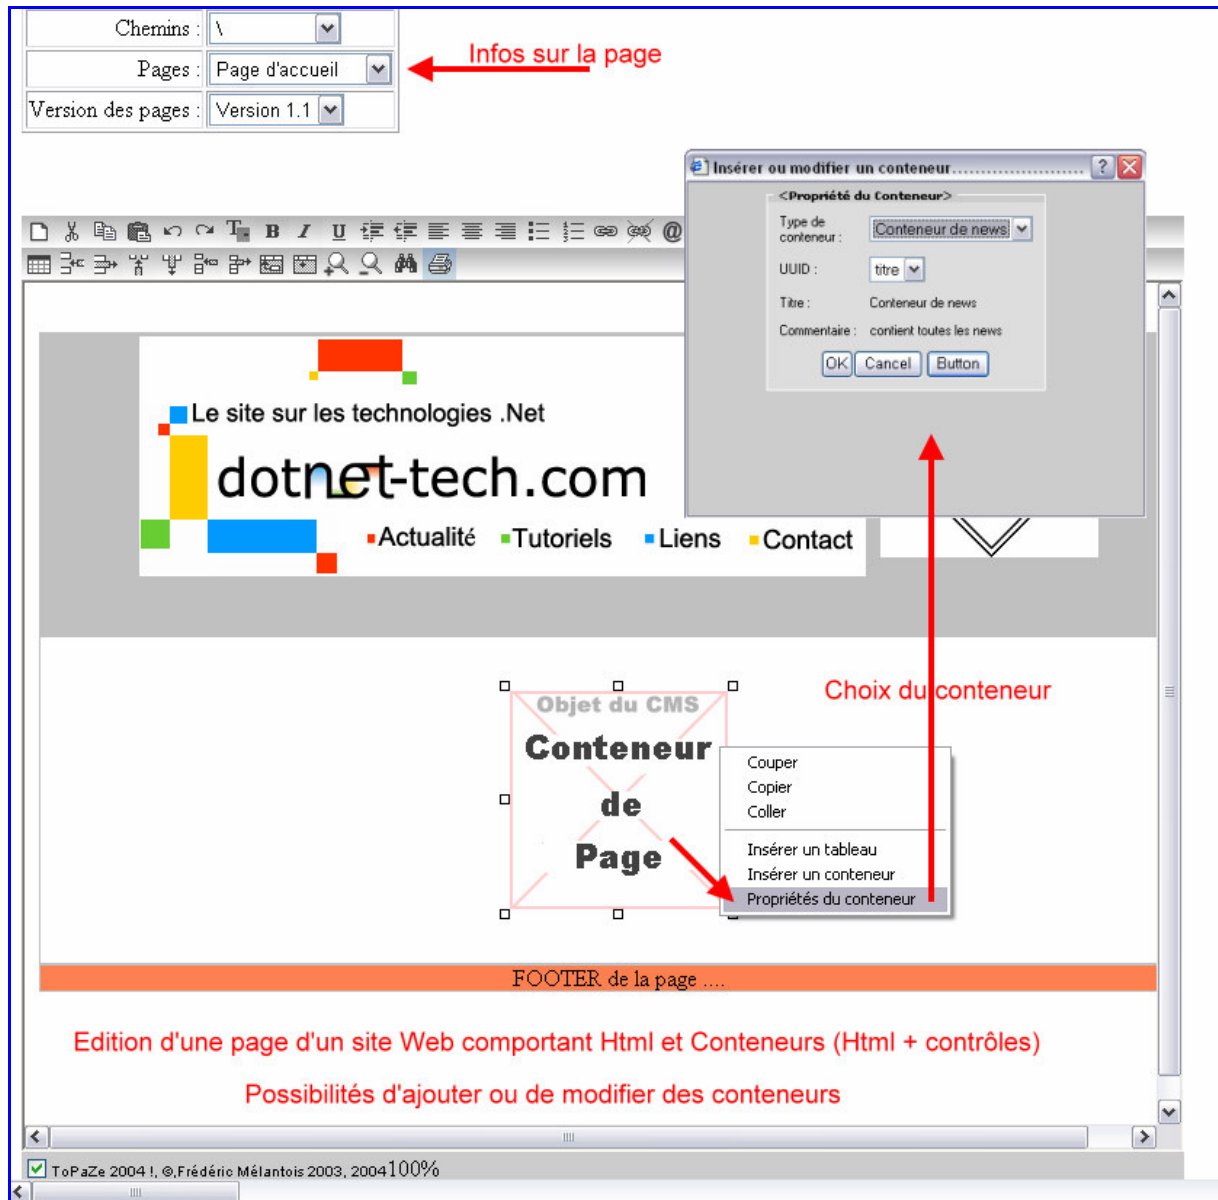 Chemins : \
Pages : Page d'accueil
Infos sur la page
Version des pages : Version 1.1
Insérer ou modifier un conteneur.......................
<Propriété du Conteneur>
Type de
conteneur :
Conteneur de news
UUID : titre
Titre : Conteneur de news
Commentaire : contient toutes les news
OK Cancel Button
B I U @
Le site sur les technologies .Net
dotnet-tech.com
Actualité Tutoriels Liens Contact
Choix du conteneur
Objet du CMS
Conteneur
de
Page
Couper
Copier
Coller
Insérer un tableau
Insérer un conteneur
Propriétés du conteneur
FOOTER de la page ....
Edition d'une page d'un site Web comportant Html et Conteneurs (Html + contrôles)
Possibilités d'ajouter ou de modifier des conteneurs
ToPaZe 2004 !, ©,Frédéric Mélantois 2003, 2004100%